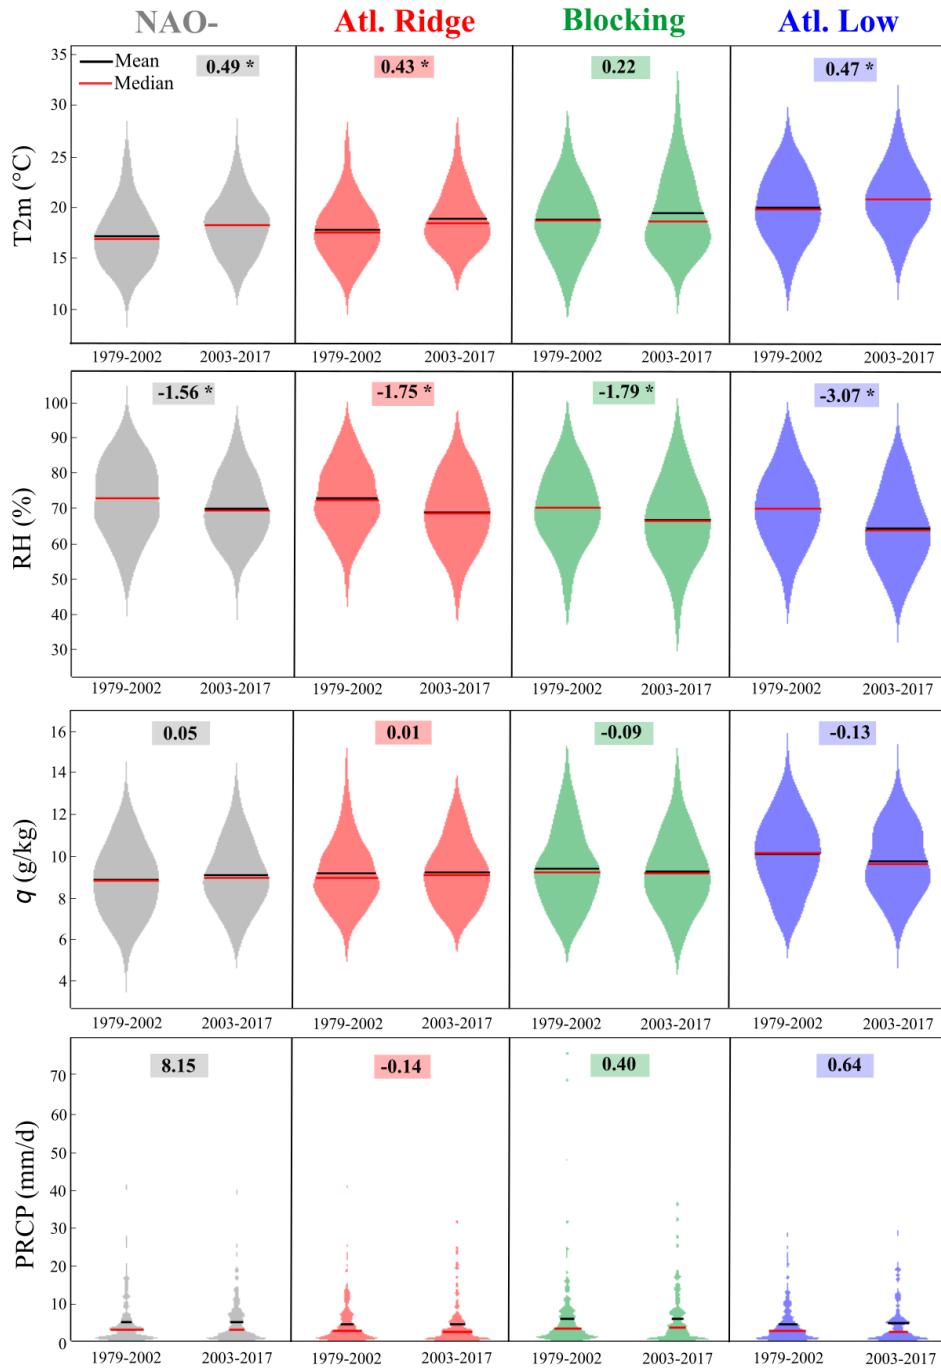 NAO- Atl. Ridge Blocking Atl. Low
T2m (°C)
35
30
25
20
15
10
Mean
Median
0.49 * 0.43 * 0.22 0.47 *
1979-2002 2003-2017 1979-2002 2003-2017 1979-2002 2003-2017 1979-2002 2003-2017
RH (%)
100
90
80
70
60
50
40
30
-1.56 * -1.75 * -1.79 * -3.07 *
1979-2002 2003-2017 1979-2002 2003-2017 1979-2002 2003-2017 1979-2002 2003-2017
q (g/kg)
16
14
12
10
8
6
4
0.05 0.01 -0.09 -0.13
1979-2002 2003-2017 1979-2002 2003-2017 1979-2002 2003-2017 1979-2002 2003-2017
PRCP (mm/d)
70
60
50
40
30
20
10
0
8.15 -0.14 0.40 0.64
1979-2002 2003-2017 1979-2002 2003-2017 1979-2002 2003-2017 1979-2002 2003-2017